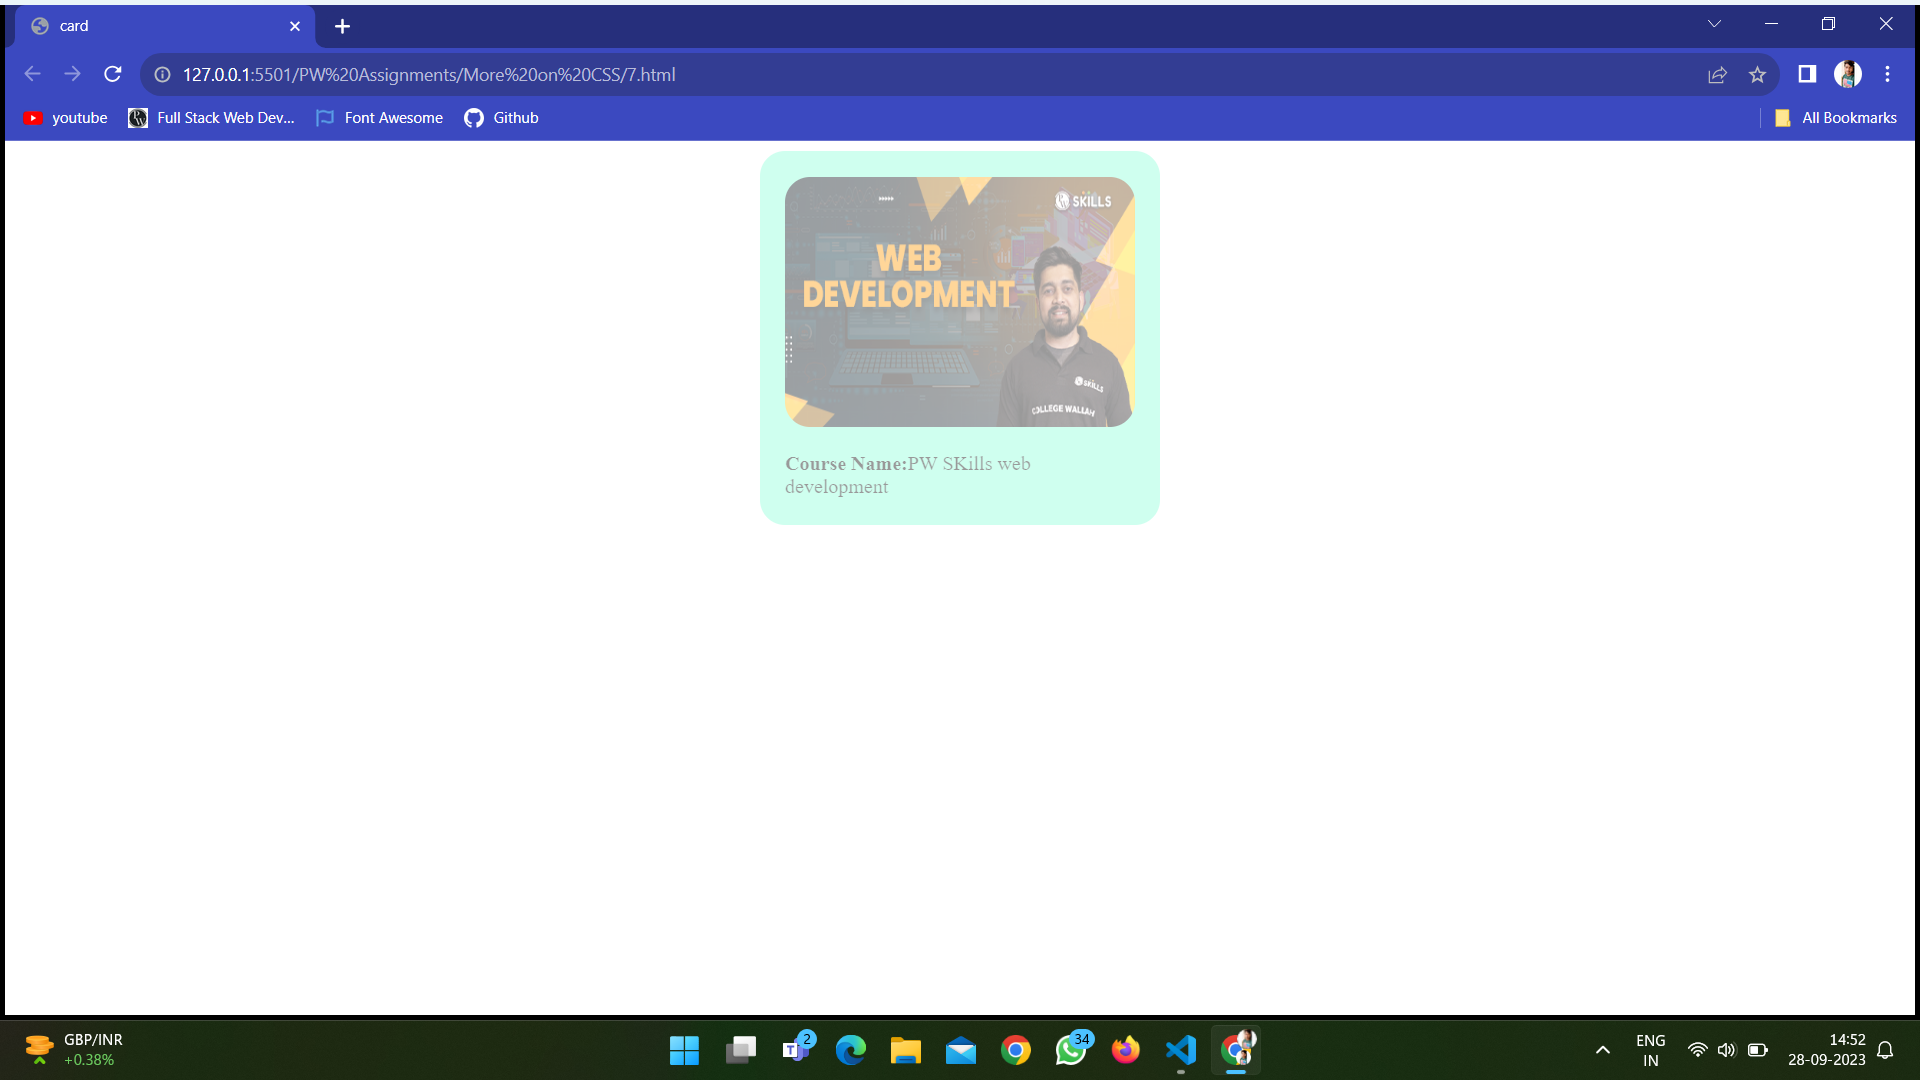 card
127.0.0.1:5501/PW%20Assignments/More%20on%20CSS/7.html
youtube
Full Stack Web Dev...
Font Awesome
Github
All Bookmarks
SKILLS
WEB
DEVELOPMENT
SKILLS
COLLEGE WALLAH
Course Name:PW SKills web
development
GBP/INR
+0.38%
2
34
ENG
IN
14:52
28-09-2023